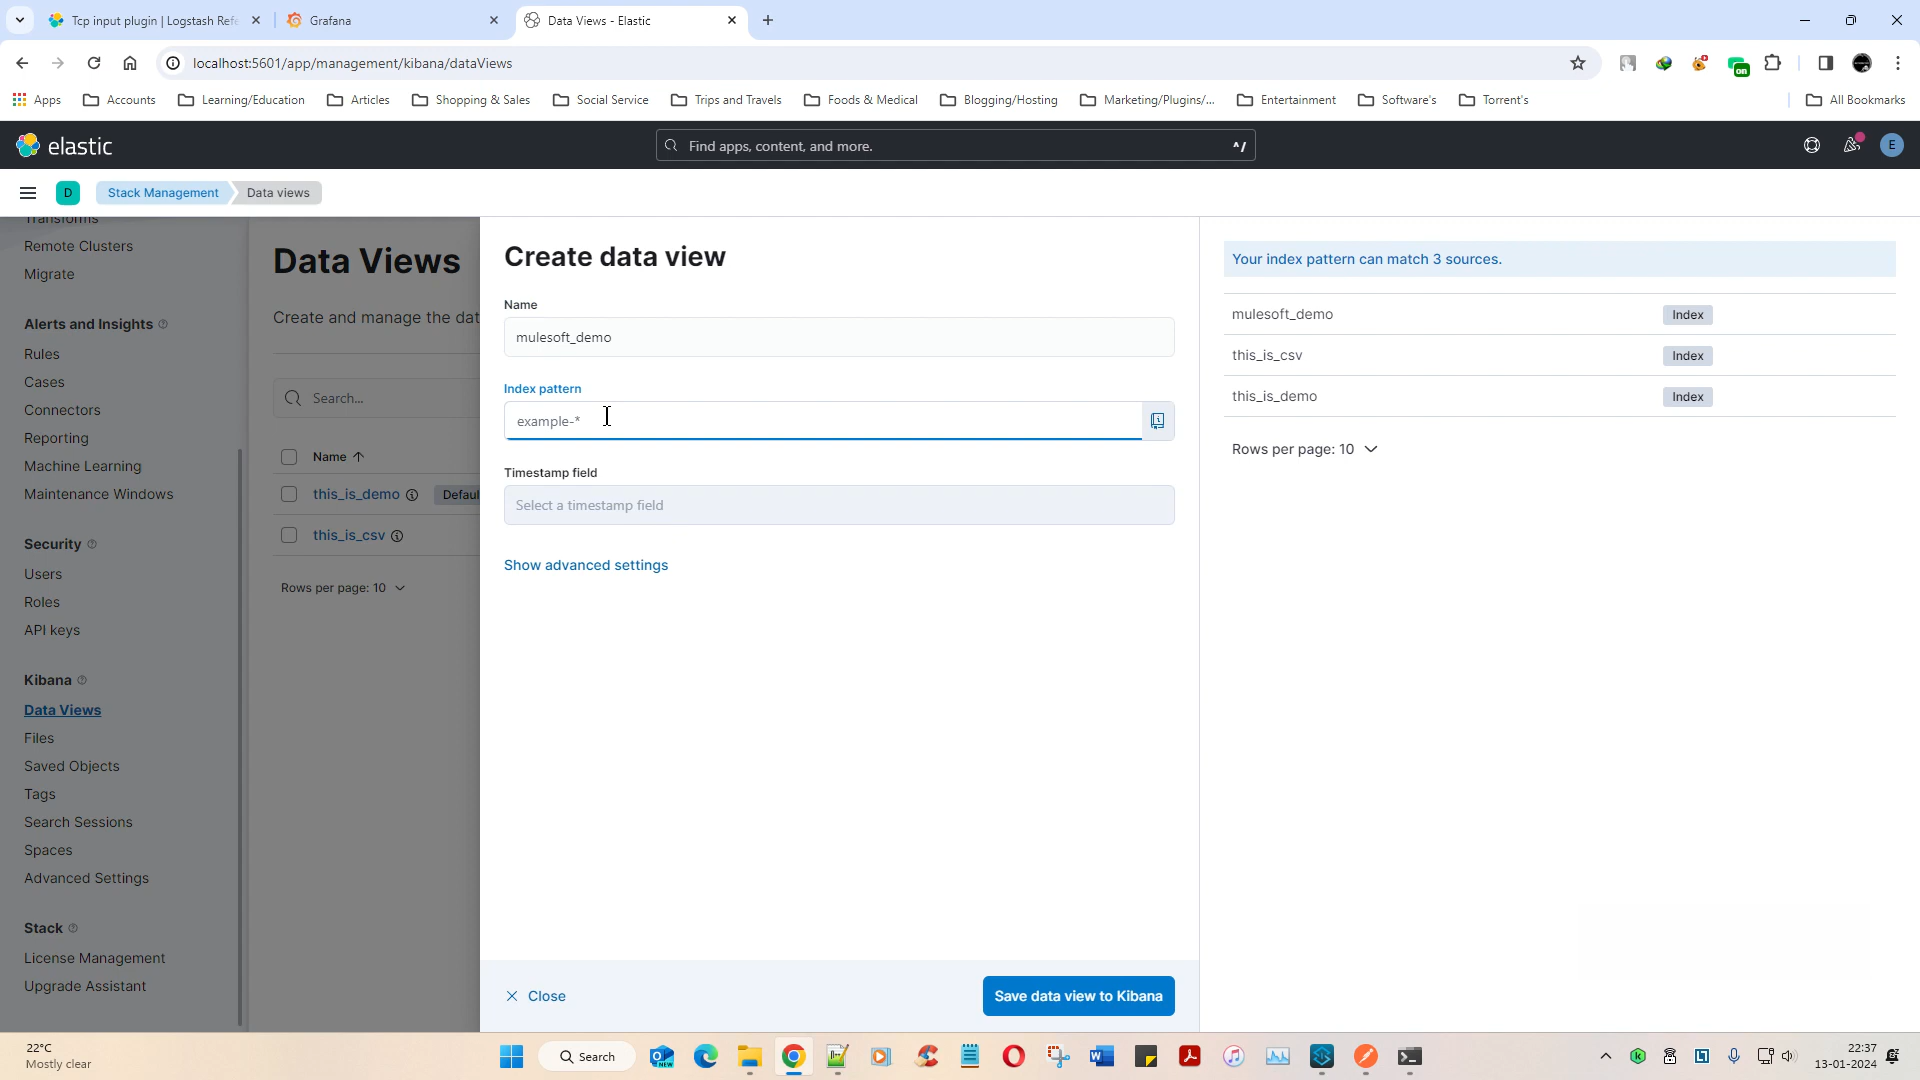 Tcp input plugin | Logstash Refe
Grafana
Data Views - Elastic
localhost:5601/app/management/kibana/dataViews
on
Apps
Accounts
Learning/Education
Articles
Shopping & Sales
Social Service
Trips and Travels
Foods & Medical
Blogging/Hosting
Marketing/Plugins/...
Entertainment
Software's
Torrent's
All Bookmarks
elastic
Find apps, content, and more.
^/
E
D
Stack Management
Data views
Transforms
Remote Clusters
Migrate
Alerts and Insights
Rules
Cases
Connectors
Reporting
Machine Learning
Maintenance Windows
Security
Users
Roles
API keys
Kibana
Data Views
Files
Saved Objects
Tags
Search Sessions
Spaces
Advanced Settings
Stack
License Management
Upgrade Assistant
Data Views
Create and manage the dat
Search...
Name
this_is_demo
Defaul
this_is_csv
Rows per page: 10
Create data view
Name
mulesoft_demo
Index pattern
example-*
Timestamp field
Select a timestamp field
Show advanced settings
Close
Save data view to Kibana
Your index pattern can match 3 sources.
mulesoft_demo
Index
this_is_csv
Index
this_is_demo
Index
Rows per page: 10
22°C
Mostly clear
Search
22:37
13-01-2024